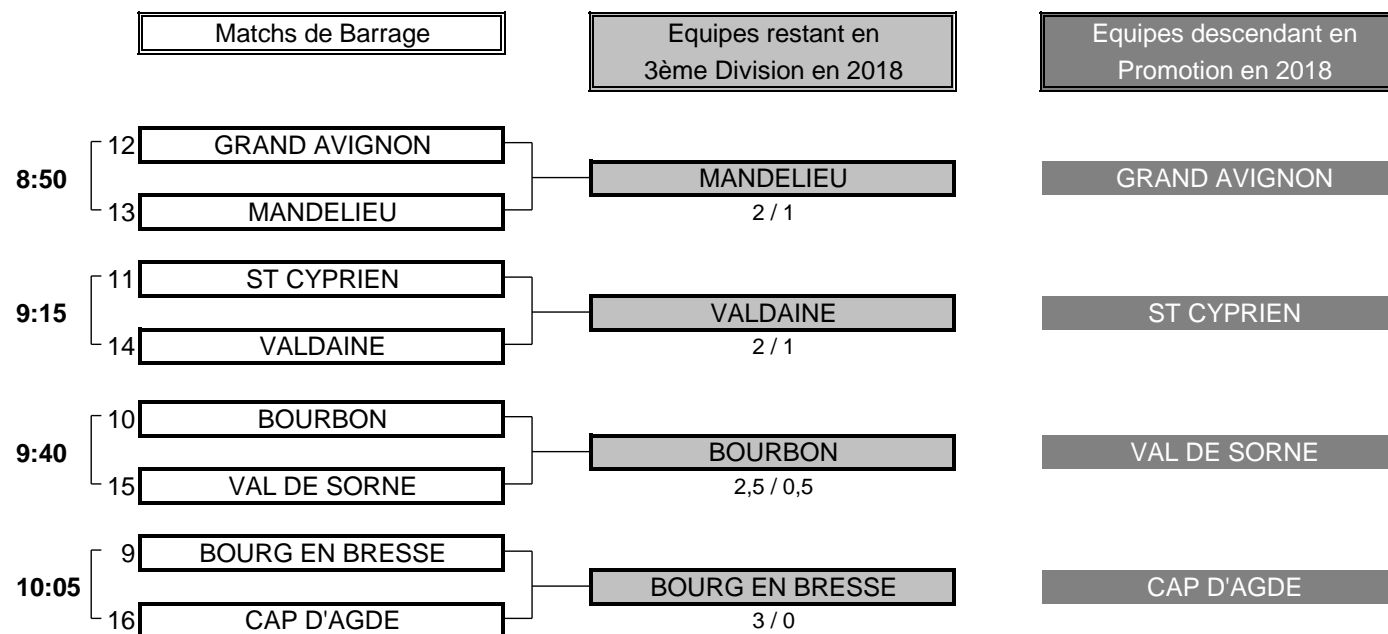 Matchs de Barrage
Equipes restant en
3ème Division en 2018
Equipes descendant en
Promotion en 2018
12 GRAND AVIGNON
8:50 MANDELIEU GRAND AVIGNON
13 MANDELIEU 2 / 1
11 ST CYPRIEN
9:15 VALDAINE ST CYPRIEN
14 VALDAINE 2 / 1
10 BOURBON
9:40 BOURBON VAL DE SORNE
15 VAL DE SORNE 2,5 / 0,5
9 BOURG EN BRESSE
10:05 BOURG EN BRESSE CAP D'AGDE
16 CAP D'AGDE 3 / 0